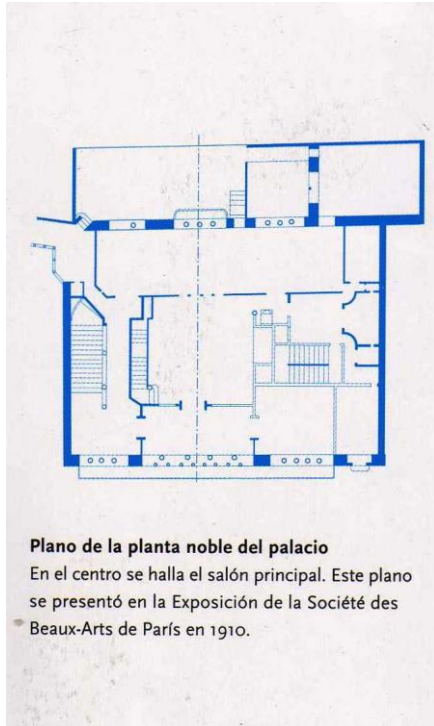 Plano de la planta noble del palacio
En el centro se halla el salón principal. Este plano
se presentó en la Exposición de la Société des
Beaux-Arts de París en 1910.